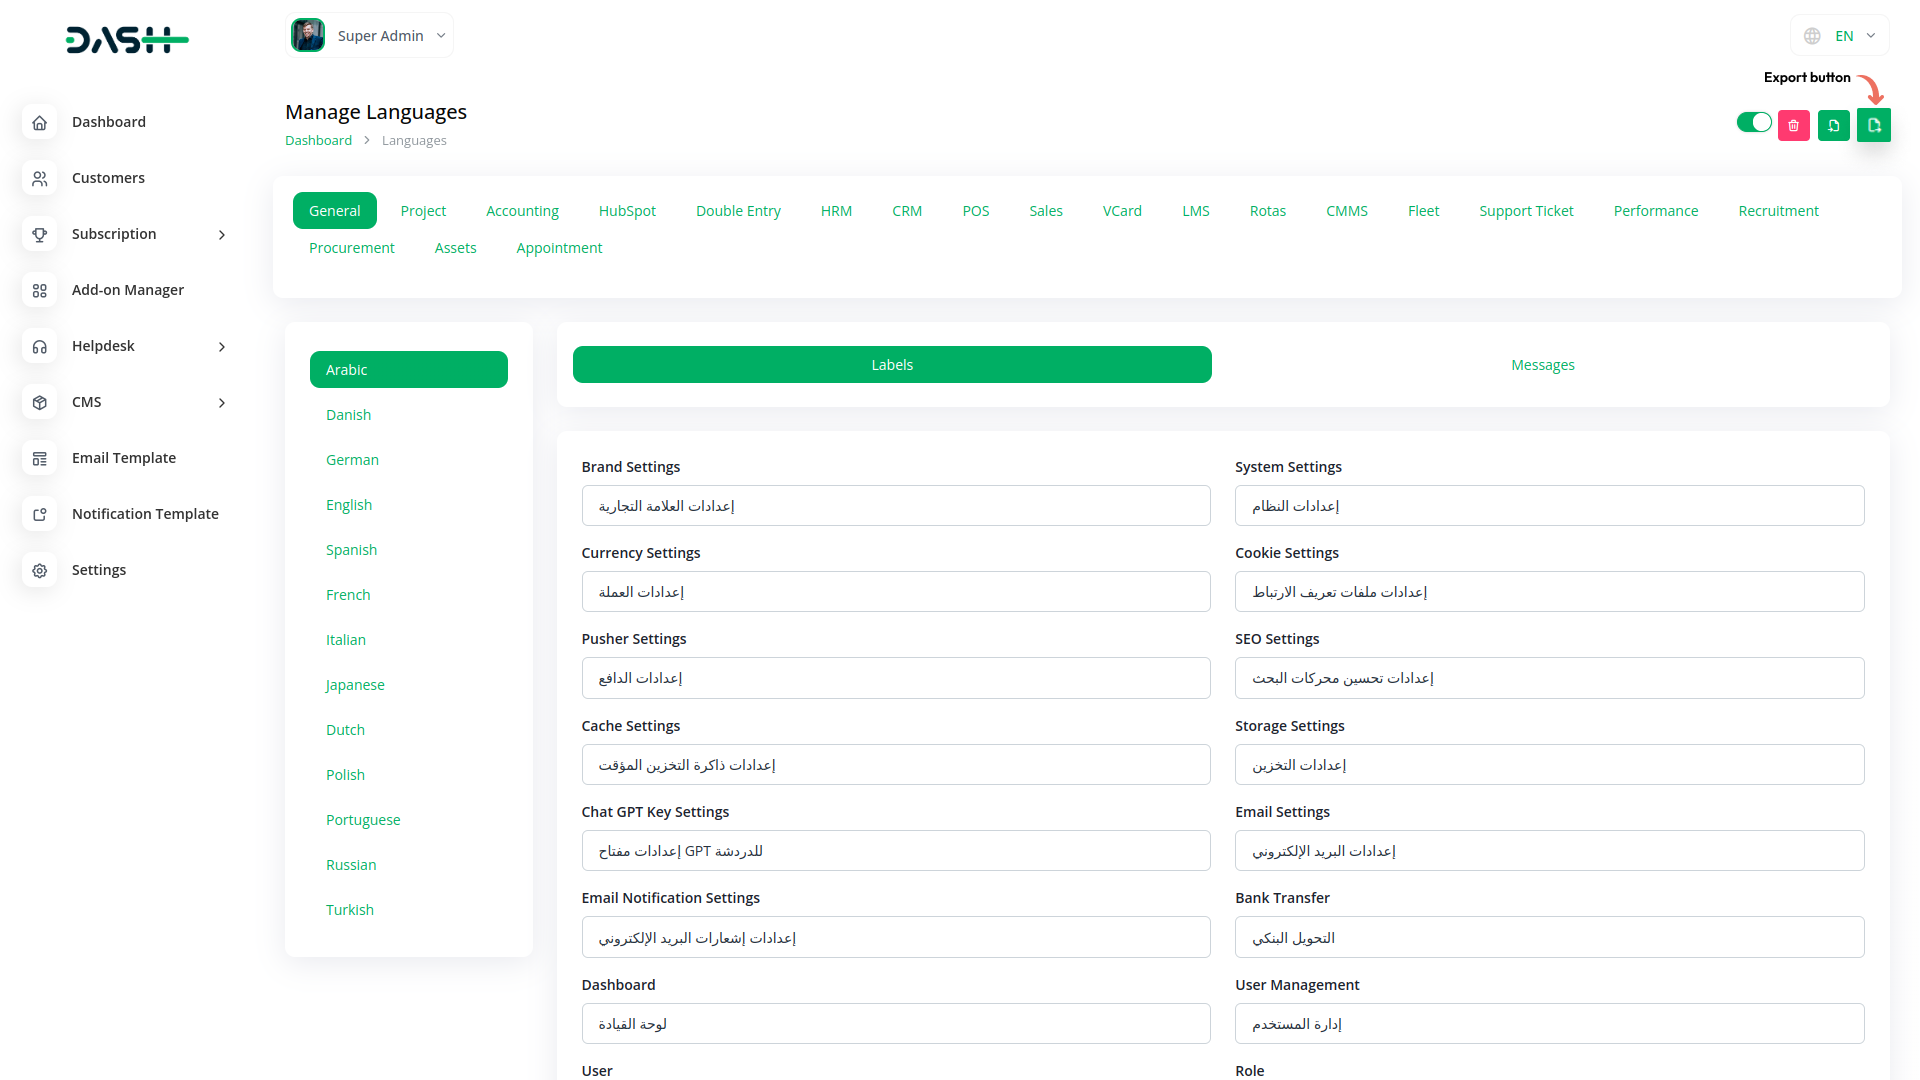 DASH
Super Admin
EN
Export button
Dashboard
Customers
Subscription
Add-on Manager
Helpdesk
CMS
Email Template
Notification Template
Settings
Manage Languages
Dashboard > Languages
General Project Accounting HubSpot Double Entry HRM CRM POS Sales VCard LMS Rotas CMMS Fleet Support Ticket Performance Recruitment
Procurement Assets Appointment
Arabic
Danish
German
English
Spanish
French
Italian
Japanese
Dutch
Polish
Portuguese
Russian
Turkish
Labels Messages
Brand Settings System Settings
إعدادات العلامة التجارية إعدادات النظام
Currency Settings Cookie Settings
إعدادات العملة إعدادات ملفات تعريف الارتباط
Pusher Settings SEO Settings
إعدادات الدافع إعدادات تحسين محركات البحث
Cache Settings Storage Settings
إعدادات ذاكرة التخزين المؤقت إعدادات التخزين
Chat GPT Key Settings Email Settings
إعدادات مفتاح GPT للدردشة إعدادات البريد الإلكتروني
Email Notification Settings Bank Transfer
إعدادات إشعارات البريد الإلكتروني التحويل البنكي
Dashboard User Management
لوحة القيادة إدارة المستخدم
User Role